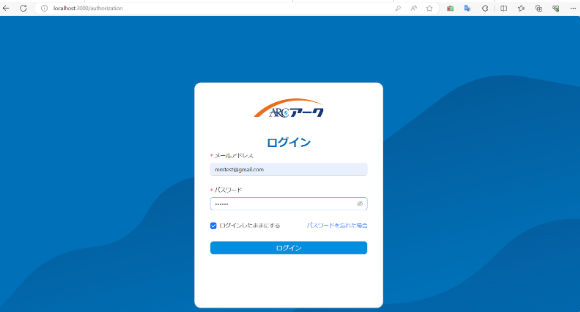 localhost:3000/authorization
ARC アーク
ログイン
* メールアドレス
mertest@gmail.com
* パスワード
ログインしたままにする パスワードを忘れた場合
ログイン